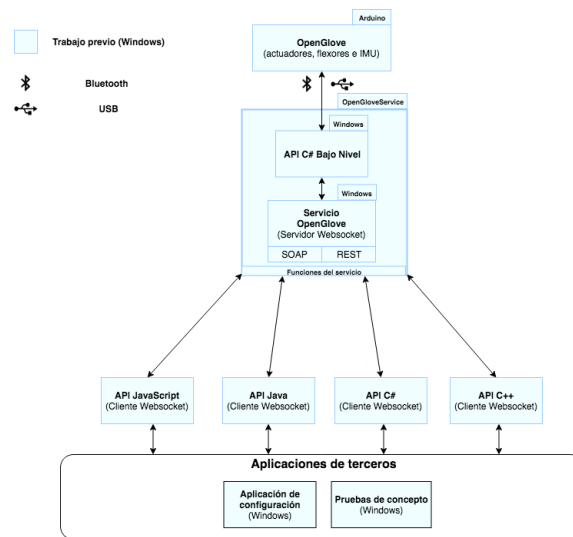 Arduino
Trabajo previo (Windows)
OpenGlove
(actuadores, flexores e IMU)
Bluetooth
USB
OpenGloveService
Windows
API C# Bajo Nivel
Windows
Servicio
OpenGlove
(Servidor Websocket)
SOAP
REST
Funciones del servicio
API JavaScript
(Cliente Websocket)
API Java
(Cliente Websocket)
API C#
(Cliente Websocket)
API C++
(Cliente Websocket)
Aplicaciones de terceros
Aplicación de
configuración
(Windows)
Pruebas de concepto
(Windows)